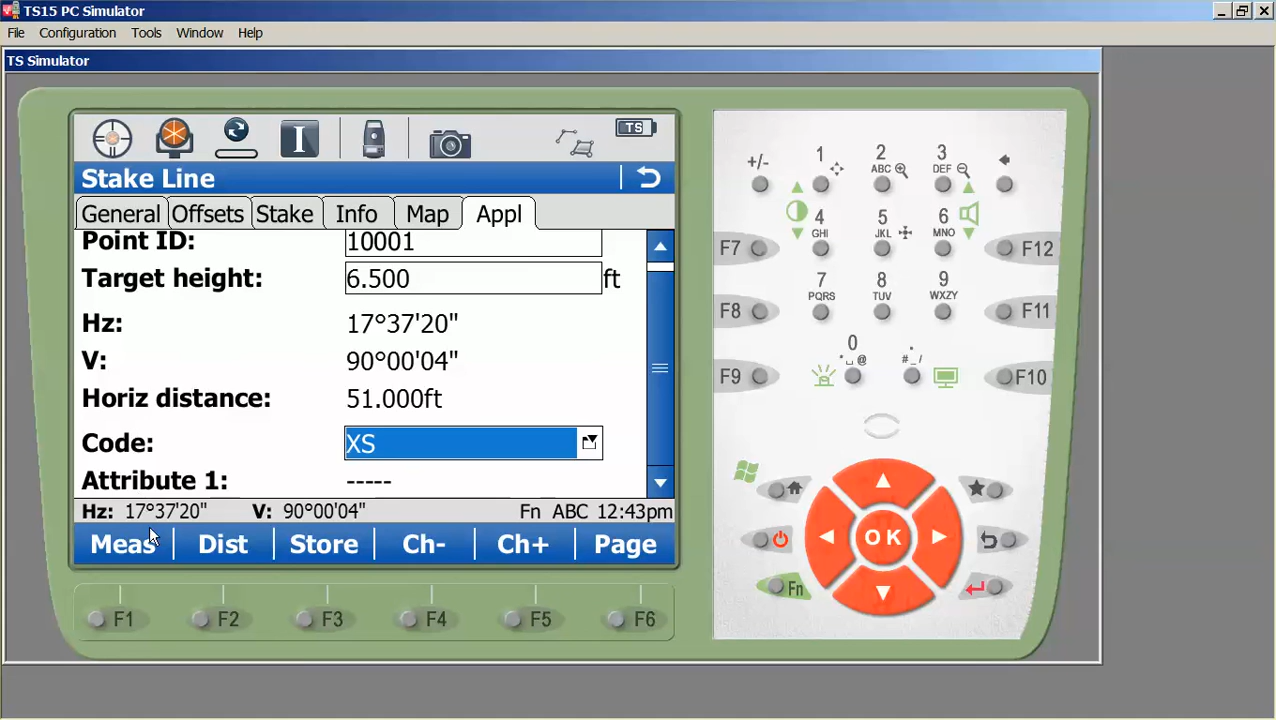 TS15 PC Simulator
File Configuration Tools Window Help
TS Simulator
I TS
Stake Line
General Offsets Stake Info Map Appl
Point ID: 10001
Target height: 6.500 ft
Hz: 17°37'20"
V: 90°00'04"
Horiz distance: 51.000ft
Code: XS
Attribute 1: -----
Hz: 17°37'20" V: 90°00'04" Fn ABC 12:43pm
Meas Dist Store Ch- Ch+ Page
F1 F2 F3 F4 F5 F6
+/- 1 2 ABC 3 DEF
F7 4 GHI 5 JKL 6 MNO F12
F8 7 PQRS 8 TUV 9 WXYZ F11
F9 0 @ . # _ / F10
OK
Fn